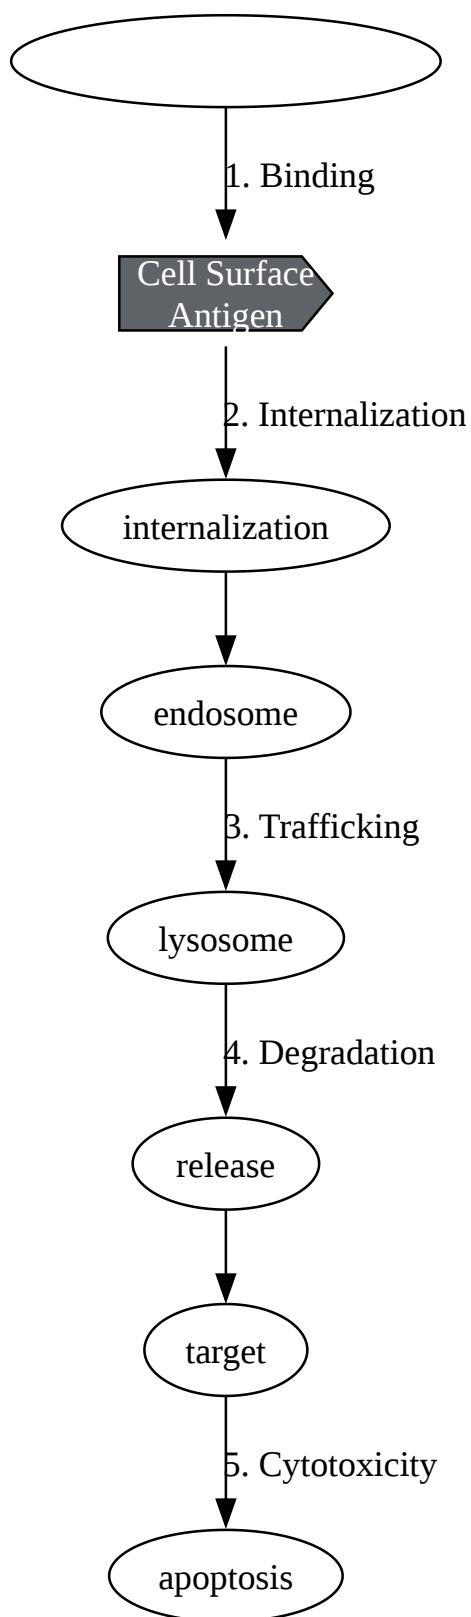 1. Binding
Cell Surface
Antigen
2. Internalization
internalization
endosome
3. Trafficking
lysosome
4. Degradation
release
target
5. Cytotoxicity
apoptosis